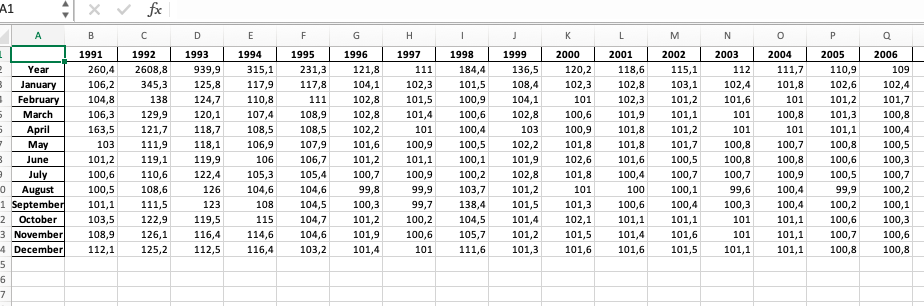 A1 fx
A B C D E F G H I J K L M N O P Q
1991 1992 1993 1994 1995 1996 1997 1998 1999 2000 2001 2002 2003 2004 2005 2006
2 Year 260,4 2608,8 939,9 315,1 231,3 121,8 111 184,4 136,5 120,2 118,6 115,1 112 111,7 110,9 109
3 January 106,2 345,3 125,8 117,9 117,8 104,1 102,3 101,5 108,4 102,3 102,8 103,1 102,4 101,8 102,6 102,4
4 February 104,8 138 124,7 110,8 111 102,8 101,5 100,9 104,1 101 102,3 101,2 101,6 101 101,2 101,7
5 March 106,3 129,9 120,1 107,4 108,9 102,8 101,4 100,6 102,8 100,6 101,9 101,1 101 100,8 101,3 100,8
6 April 163,5 121,7 118,7 108,5 108,5 102,2 101 100,4 103 100,9 101,8 101,2 101 101 101,1 100,4
7 May 103 111,9 118,1 106,9 107,9 101,6 100,9 100,5 102,2 101,8 101,8 101,7 100,8 100,7 100,8 100,5
8 June 101,2 119,1 119,9 106 106,7 101,2 101,1 100,1 101,9 102,6 101,6 100,5 100,8 100,8 100,6 100,3
9 July 100,6 110,6 122,4 105,3 105,4 100,7 100,9 100,2 102,8 101,8 100,4 100,7 100,7 100,9 100,5 100,7
0 August 100,5 108,6 126 104,6 104,6 99,8 99,9 103,7 101,2 101 100 100,1 99,6 100,4 99,9 100,2
1 September 101,1 111,5 123 108 104,5 100,3 99,7 138,4 101,5 101,3 100,6 100,4 100,3 100,4 100,2 100,1
2 October 103,5 122,9 119,5 115 104,7 101,2 100,2 104,5 101,4 102,1 101,1 101,1 101 101,1 100,6 100,3
3 November 108,9 126,1 116,4 114,6 104,6 101,9 100,6 105,7 101,2 101,5 101,4 101,6 101 101,1 100,7 100,6
4 December 112,1 125,2 112,5 116,4 103,2 101,4 101 111,6 101,3 101,6 101,6 101,5 101,1 101,1 100,8 100,8
5
6
7